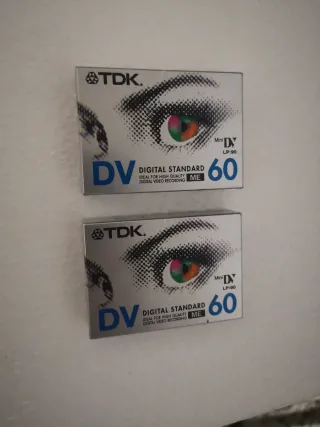 TDK.
Mini DV
LP:90
DV DIGITAL STANDARD 60
IDEAL FOR HIGH QUALITY
DIGITAL VIDEO RECORDING ME
TDK.
Mini DV
LP:90
DV DIGITAL STANDARD 60
IDEAL FOR HIGH QUALITY
DIGITAL VIDEO RECORDING ME